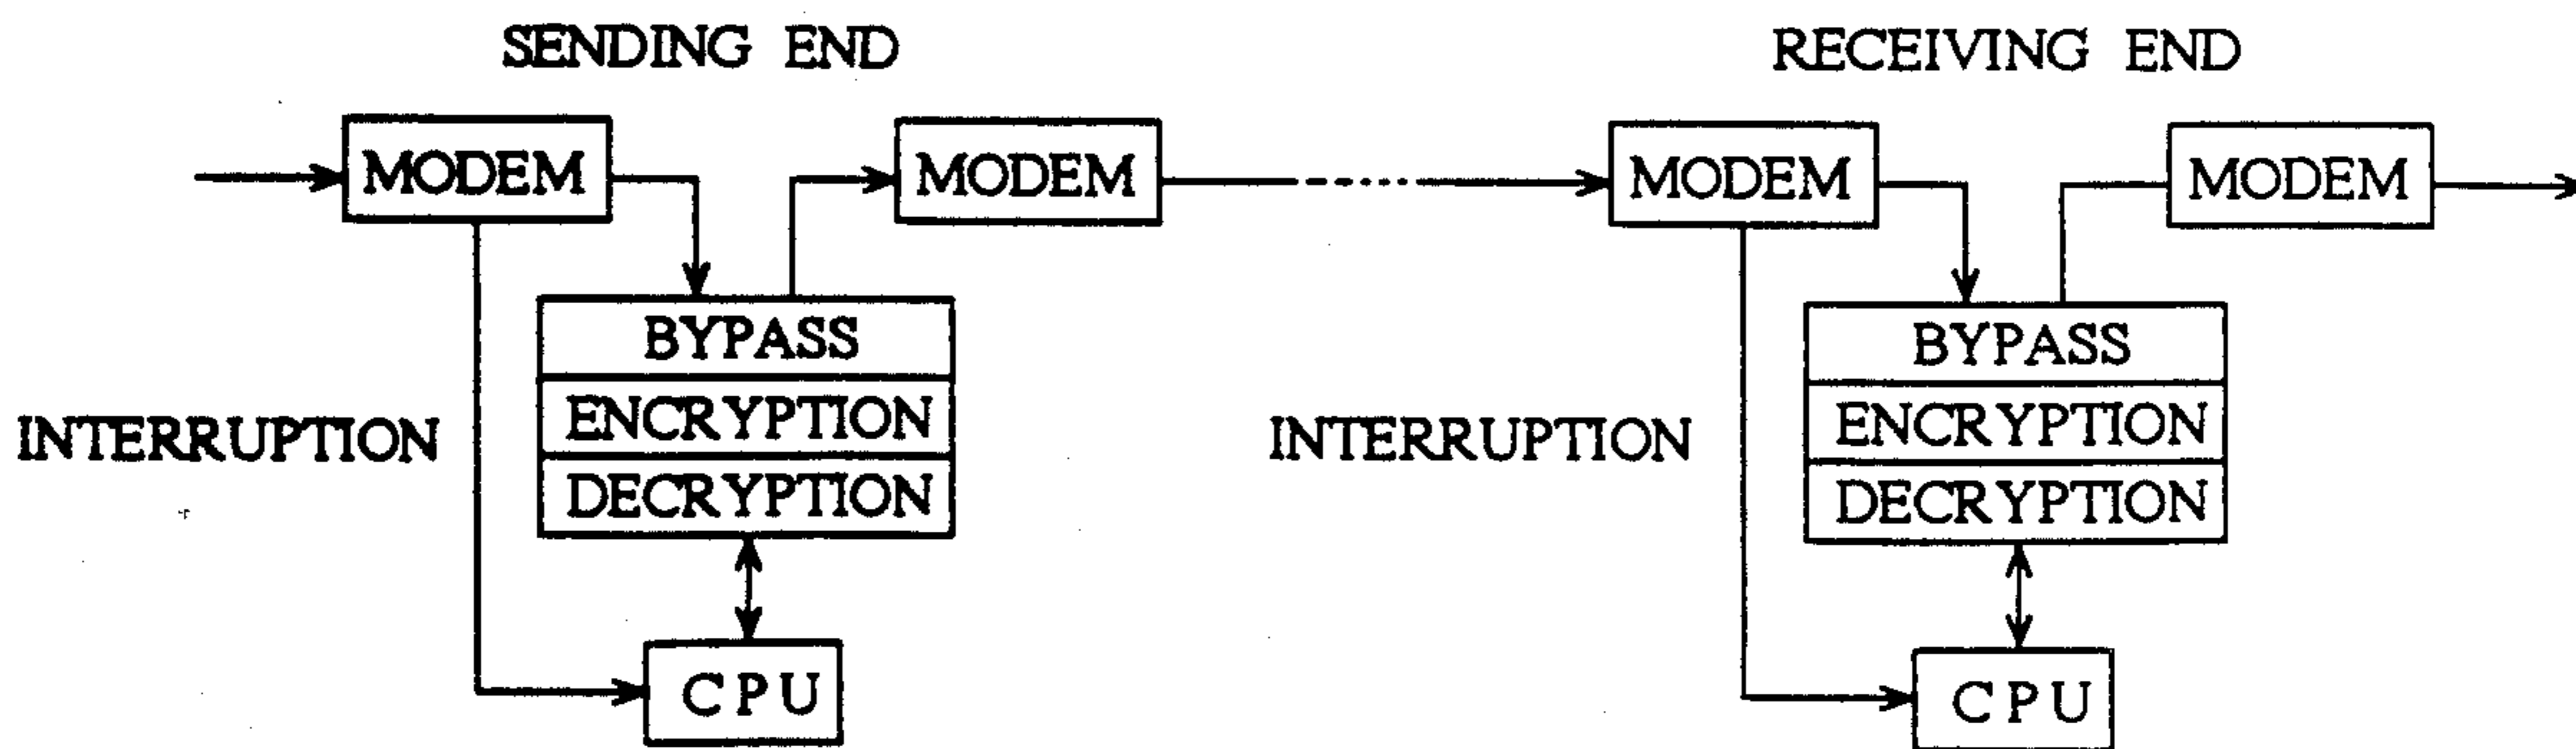 SENDING END
RECEIVING END
MODEM
MODEM
MODEM
MODEM
BYPASS
ENCRYPTION
DECRYPTION
INTERRUPTION
CPU
BYPASS
ENCRYPTION
DECRYPTION
INTERRUPTION
CPU